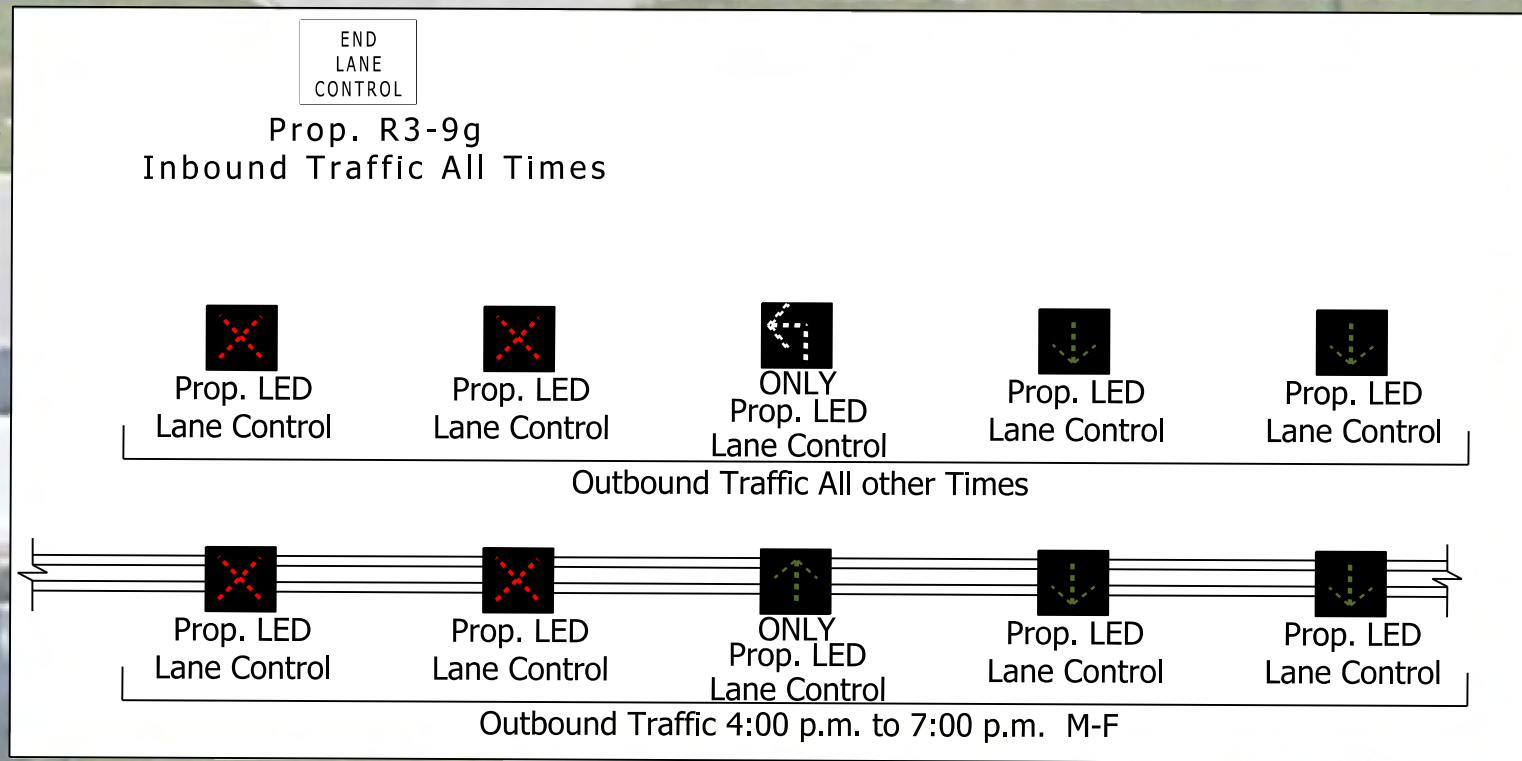 END
LANE
CONTROL
Prop. R3-9g
Inbound Traffic All Times
Prop. LED
Lane Control
Prop. LED
Lane Control
ONLY
Prop. LED
Lane Control
Prop. LED
Lane Control
Prop. LED
Lane Control
Outbound Traffic All other Times
Prop. LED
Lane Control
Prop. LED
Lane Control
ONLY
Prop. LED
Lane Control
Prop. LED
Lane Control
Prop. LED
Lane Control
Outbound Traffic 4:00 p.m. to 7:00 p.m. M-F